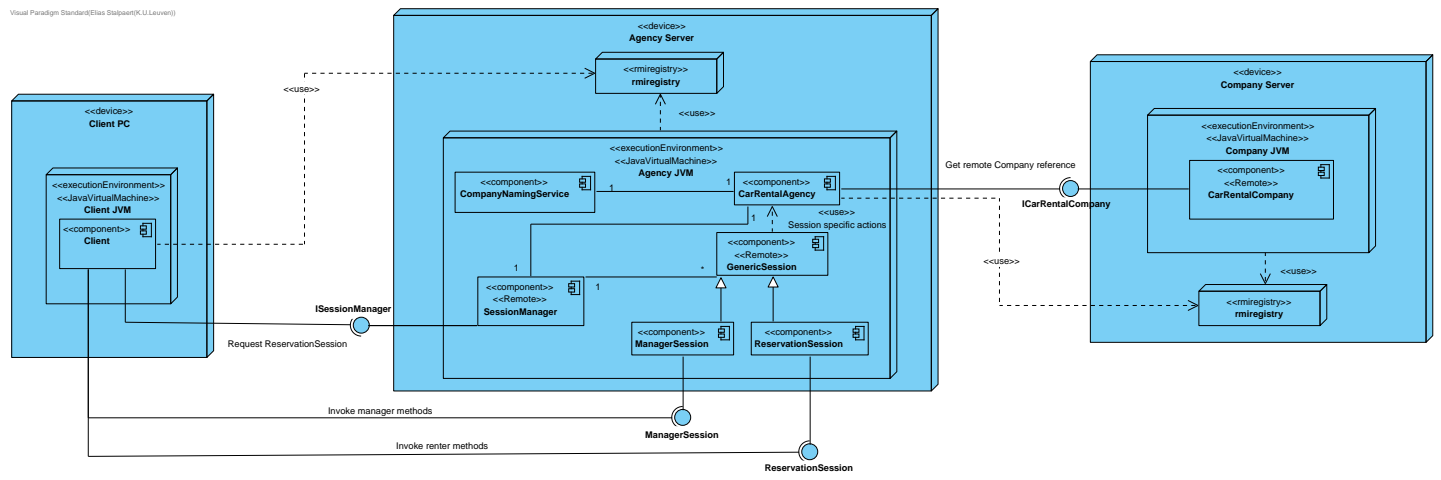 Visual Paradigm Standard(Elias Stalpaert(K.U.Leuven))
<<device>>
Client PC
<<executionEnvironment>>
<<JavaVirtualMachine>>
Client JVM
<<component>>
Client
<<use>>
<<device>>
Agency Server
<<rmiregistry>>
rmiregistry
<<use>>
<<executionEnvironment>>
<<JavaVirtualMachine>>
Agency JVM
<<component>>
CompanyNamingService
1
1
<<component>>
CarRentalAgency
1
<<use>>
Session specific actions
<<component>>
<<Remote>>
GenericSession
1
1
*
<<component>>
<<Remote>>
SessionManager
<<component>>
ManagerSession
<<component>>
ReservationSession
ISessionManager
Request ReservationSession
Invoke manager methods
ManagerSession
Invoke renter methods
ReservationSession
Get remote Company reference
ICarRentalCompany
<<use>>
<<device>>
Company Server
<<executionEnvironment>>
<<JavaVirtualMachine>>
Company JVM
<<component>>
<<Remote>>
CarRentalCompany
<<use>>
<<rmiregistry>>
rmiregistry